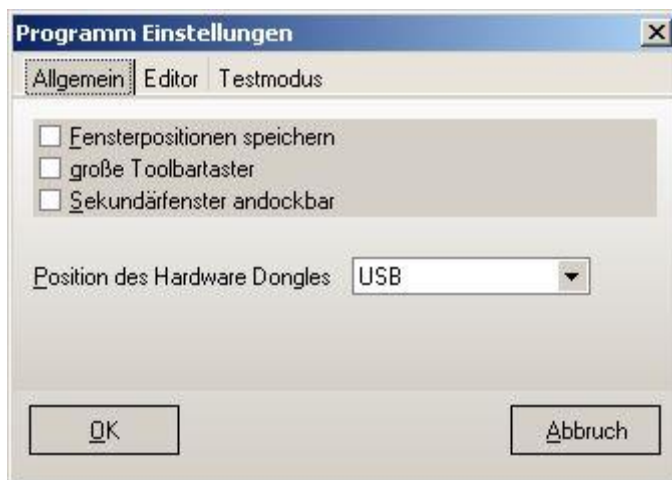 Programm Einstellungen
Allgemein Editor Testmodus
Fensterpositionen speichern
große Toolbartaster
Sekundärfenster andockbar
Position des Hardware Dongles USB
OK Abbruch